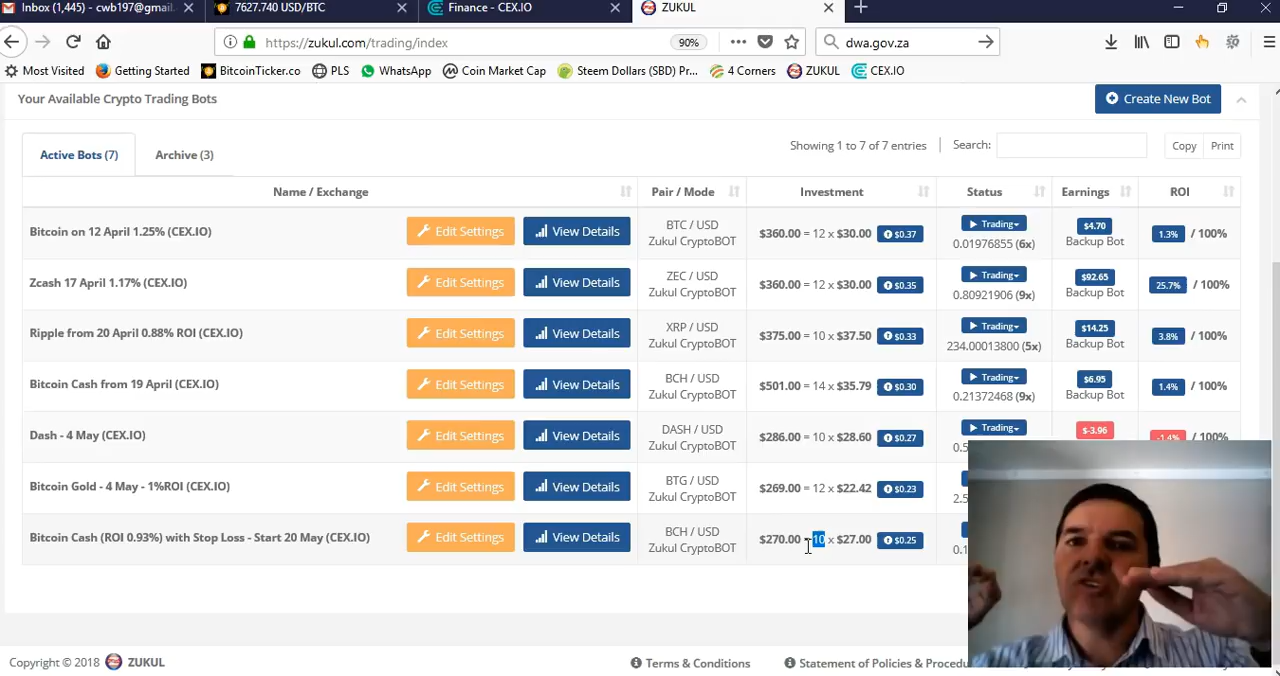 Inbox (1,445) - cwb197@gmail. 7627.740 USD/BTC Finance - CEX.IO ZUKUL
https://zukul.com/trading/index 90% dwa.gov.za
Most Visited Getting Started BitcoinTicker.co PLS WhatsApp Coin Market Cap Steem Dollars (SBD) Pr... 4 Corners ZUKUL CEX.IO
Your Available Crypto Trading Bots Create New Bot
Active Bots (7) Archive (3) Showing 1 to 7 of 7 entries Search: Copy Print
Name / Exchange Pair / Mode Investment Status Earnings ROI
Bitcoin on 12 April 1.25% (CEX.IO) Edit Settings View Details BTC / USD $360.00 = 12 x $30.00 $0.37 Trading $4.70 1.3% / 100%
Zukul CryptoBOT 0.01976855 (6x) Backup Bot
Zcash 17 April 1.17% (CEX.IO) Edit Settings View Details ZEC / USD $360.00 = 12 x $30.00 $0.35 Trading $92.65 25.7% / 100%
Zukul CryptoBOT 0.80921906 (9x) Backup Bot
Ripple from 20 April 0.88% ROI (CEX.IO) Edit Settings View Details XRP / USD $375.00 = 10 x $37.50 $0.33 Trading $14.25 3.8% / 100%
Zukul CryptoBOT 234.00013800 (5x) Backup Bot
Bitcoin Cash from 19 April (CEX.IO) Edit Settings View Details BCH / USD $501.00 = 14 x $35.79 $0.30 Trading $6.95 1.4% / 100%
Zukul CryptoBOT 0.21372468 (9x) Backup Bot
Dash - 4 May (CEX.IO) Edit Settings View Details DASH / USD $286.00 = 10 x $28.60 $0.27 Trading $-3.96 -1.4% / 100%
Zukul CryptoBOT 0.5
Bitcoin Gold - 4 May - 1%ROI (CEX.IO) Edit Settings View Details BTG / USD $269.00 = 12 x $22.42 $0.23
Zukul CryptoBOT 2.5
Bitcoin Cash (ROI 0.93%) with Stop Loss - Start 20 May (CEX.IO) Edit Settings View Details BCH / USD $270.00 = 10 x $27.00 $0.25
Zukul CryptoBOT 0.1
Copyright © 2018 ZUKUL Terms & Conditions Statement of Policies & Procedu